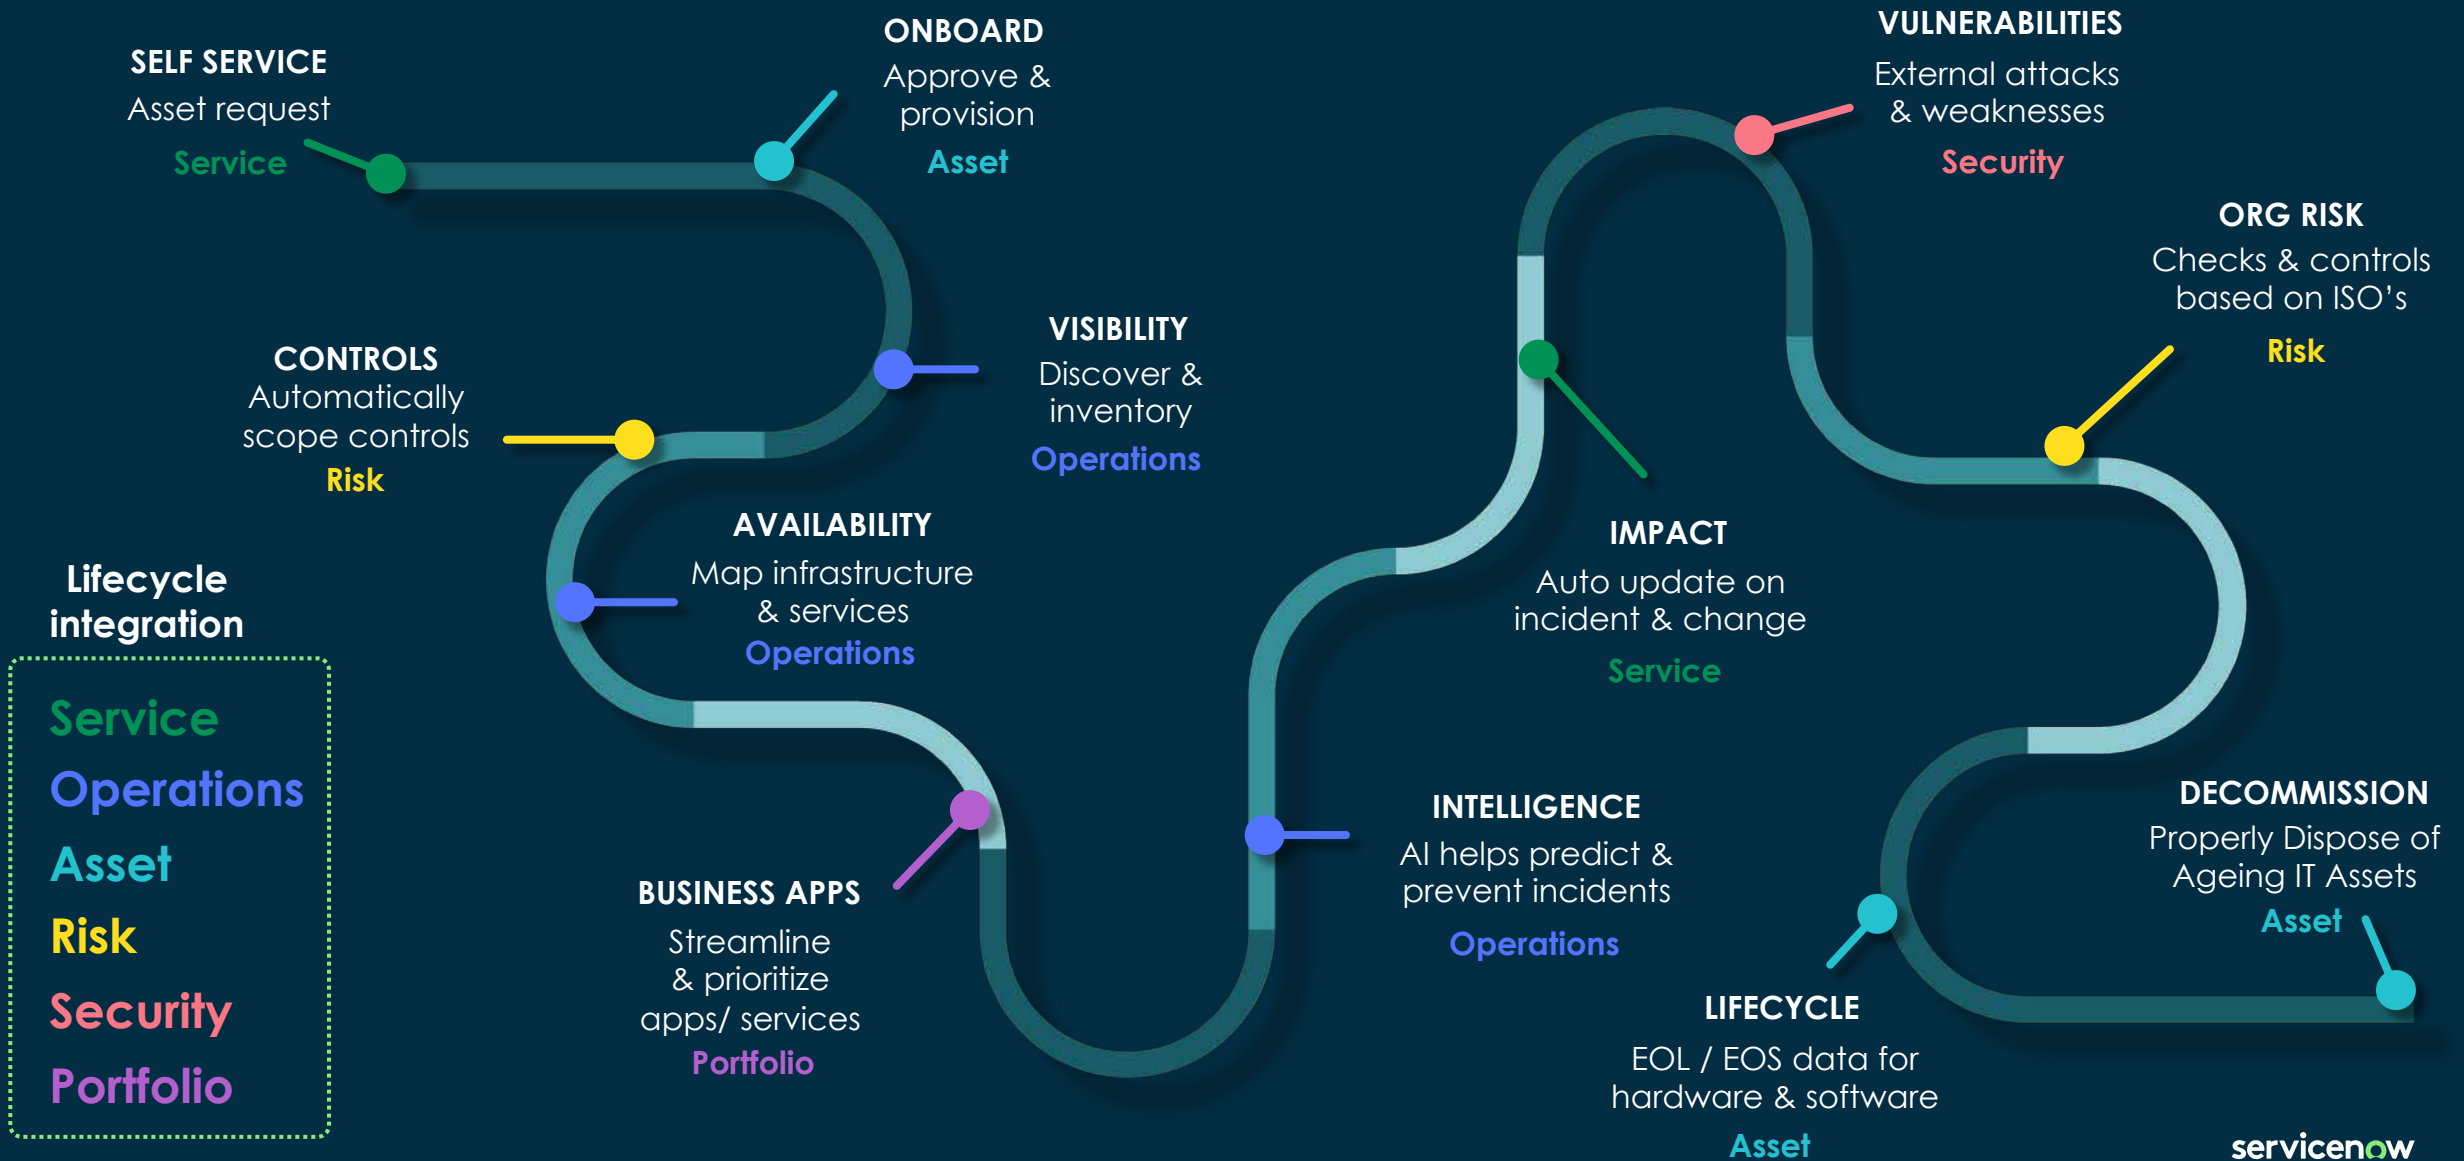 SELF SERVICE
Asset request
Service
ONBOARD
Approve &
provision
Asset
VISIBILITY
Discover &
inventory
Operations
CONTROLS
Automatically
scope controls
Risk
AVAILABILITY
Map infrastructure
& services
Operations
BUSINESS APPS
Streamline
& prioritize
apps/ services
Portfolio
INTELLIGENCE
AI helps predict &
prevent incidents
Operations
IMPACT
Auto update on
incident & change
Service
VULNERABILITIES
External attacks
& weaknesses
Security
ORG RISK
Checks & controls
based on ISO’s
Risk
LIFECYCLE
EOL / EOS data for
hardware & software
Asset
DECOMMISSION
Properly Dispose of
Ageing IT Assets
Asset
Lifecycle
integration
Service
Operations
Asset
Risk
Security
Portfolio
servicenow